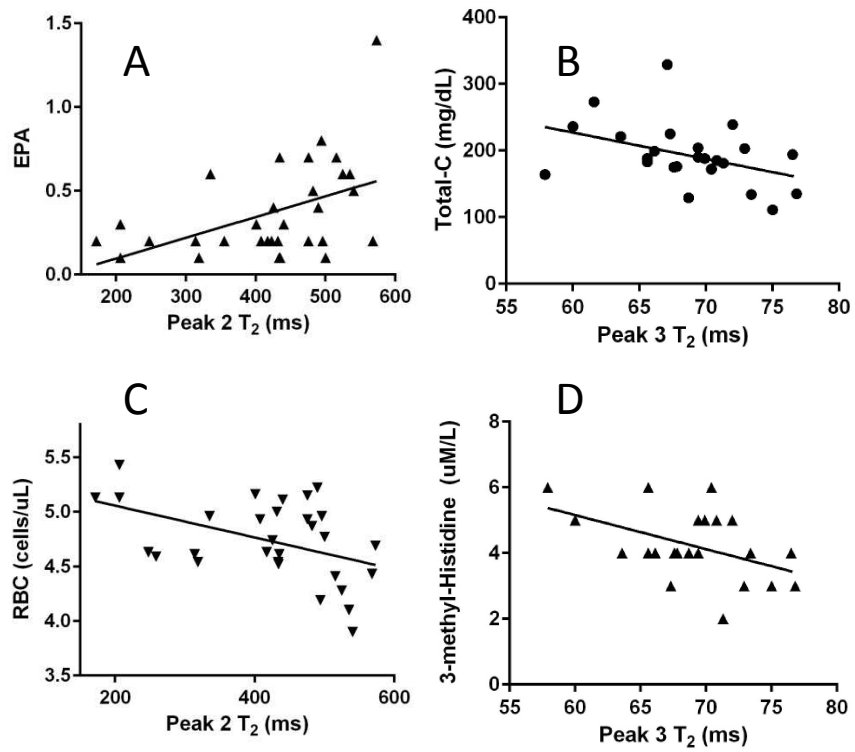 A
EPA
1.5
1.0
0.5
0.0
200 300 400 500 600
Peak 2 T2 (ms)
B
Total-C (mg/dL)
400
300
200
100
0
55 60 65 70 75 80
Peak 3 T2 (ms)
C
RBC (cells/uL)
5.5
5.0
4.5
4.0
3.5
200 400 600
Peak 2 T2 (ms)
D
3-methyl-Histidine (uM/L)
8
6
4
2
0
55 60 65 70 75 80
Peak 3 T2 (ms)